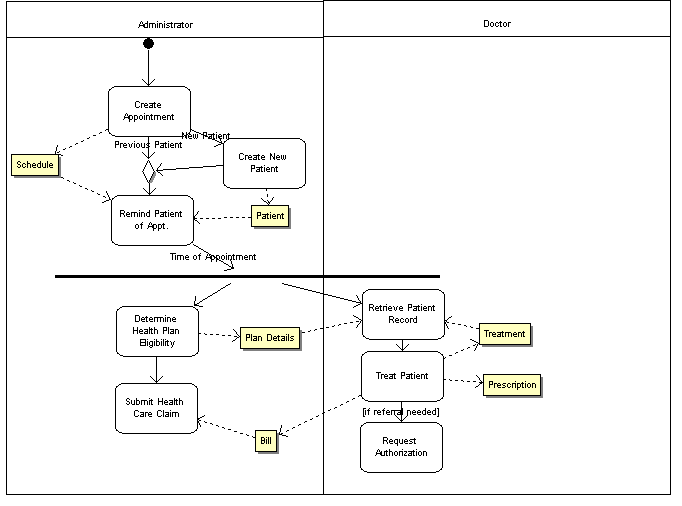 Administrator
Doctor
Create
Appointment
New Patient
Previous Patient
Schedule
Create New
Patient
Remind Patient
of Appt.
Patient
Time of Appointment
Retrieve Patient
Record
Determine
Health Plan
Eligibility
Plan Details
Treatment
Treat Patient
Prescription
Submit Health
Care Claim
[if referral needed]
Bill
Request
Authorization